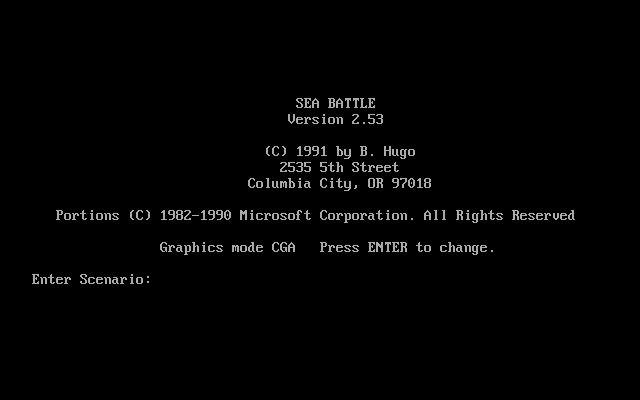 SEA BATTLE
Version 2.53
(C) 1991 by B. Hugo
2535 5th Street
Columbia City, OR 97018
Portions (C) 1982-1990 Microsoft Corporation. All Rights Reserved
Graphics mode CGA   Press ENTER to change.
Enter Scenario: